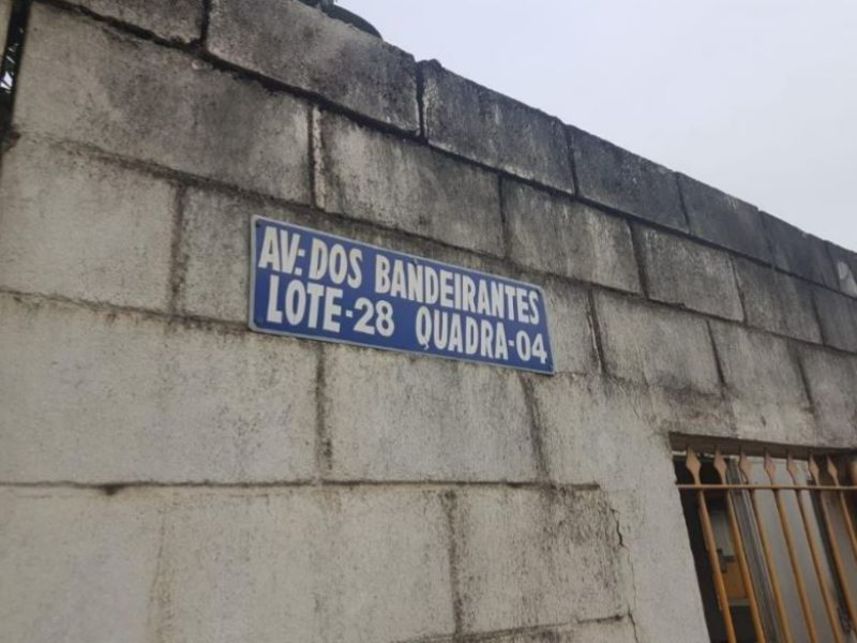 AV: DOS BANDEIRANTES
LOTE-28 QUADRA-04